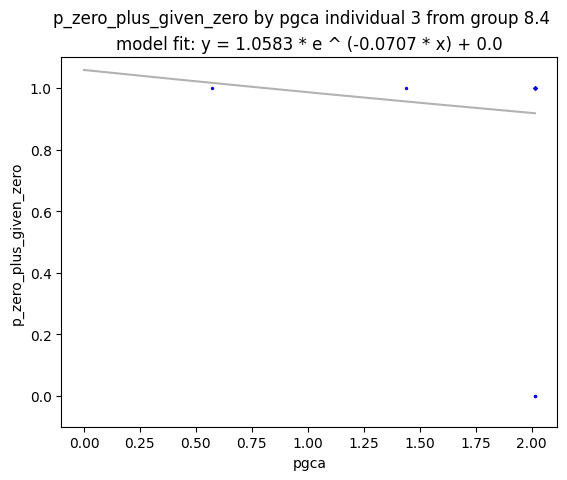 p_zero_plus_given_zero by pgca individual 3 from group 8.4
model fit: y = 1.0583 * e ^ (-0.0707 * x) + 0.0
1.0
0.8
0.6
0.4
0.2
0.0
p_zero_plus_given_zero
0.00 0.25 0.50 0.75 1.00 1.25 1.50 1.75 2.00
pgca